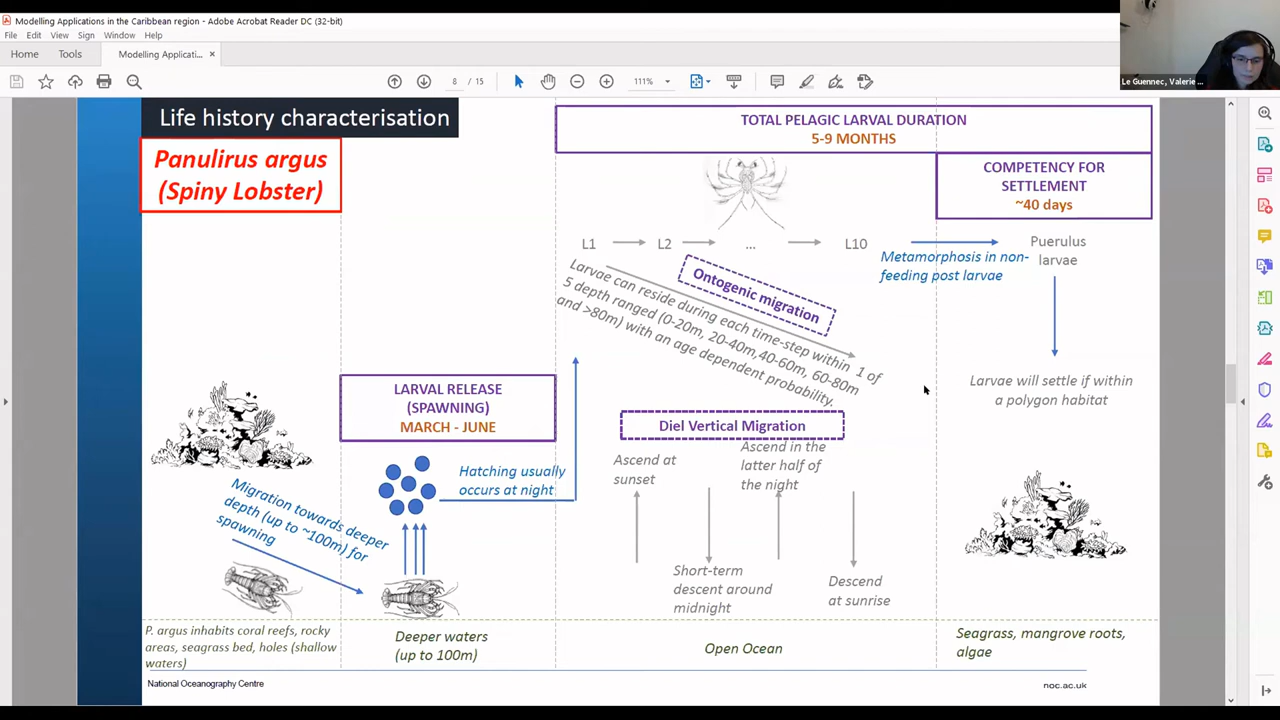 Modelling Applications in the Caribbean region - Adobe Acrobat Reader DC (32-bit)
File Edit View Sign Window Help
Home Tools Modelling Applicati... ×
8 / 15 111%
Le Guennec, Valerie ...
Life history characterisation
Panulirus argus
(Spiny Lobster)
TOTAL PELAGIC LARVAL DURATION
5-9 MONTHS
COMPETENCY FOR
SETTLEMENT
~40 days
L1 L2 ... L10
Metamorphosis in non-
feeding post larvae
Puerulus
larvae
Ontogenic migration
Larvae can reside during each time-step within 1 of
5 depth ranged (0-20m, 20-40m, 40-60m, 60-80m
and >80m) with an age dependent probability.
Larvae will settle if within
a polygon habitat
LARVAL RELEASE
(SPAWNING)
MARCH - JUNE
Diel Vertical Migration
Hatching usually
occurs at night
Ascend at
sunset
Ascend in the
latter half of
the night
Migration towards deeper
depth (up to ~100m) for
spawning
Short-term
descent around
midnight
Descend
at sunrise
P. argus inhabits coral reefs, rocky
areas, seagrass bed, holes (shallow
waters)
Deeper waters
(up to 100m)
Open Ocean
Seagrass, mangrove roots,
algae
National Oceanography Centre
noc.ac.uk